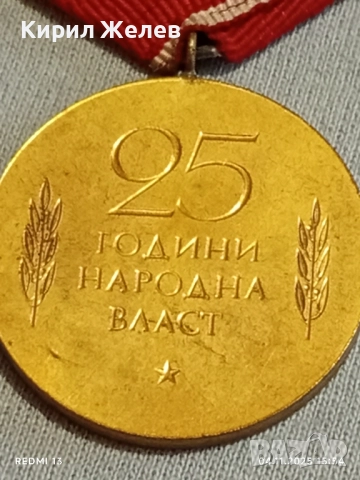 Кирил Желев
25
ГОДИНИ
НАРОДНА
ВЛАСТ
REDMI 13